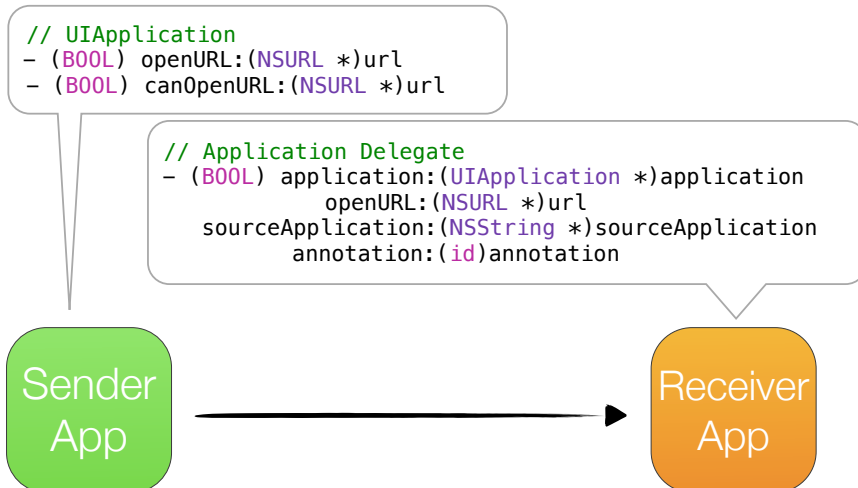 // UIApplication
– (BOOL) openURL:(NSURL *)url
– (BOOL) canOpenURL:(NSURL *)url
// Application Delegate
– (BOOL) application:(UIApplication *)application
openURL:(NSURL *)url
sourceApplication:(NSString *)sourceApplication
annotation:(id)annotation
Sender
App
Receiver
App